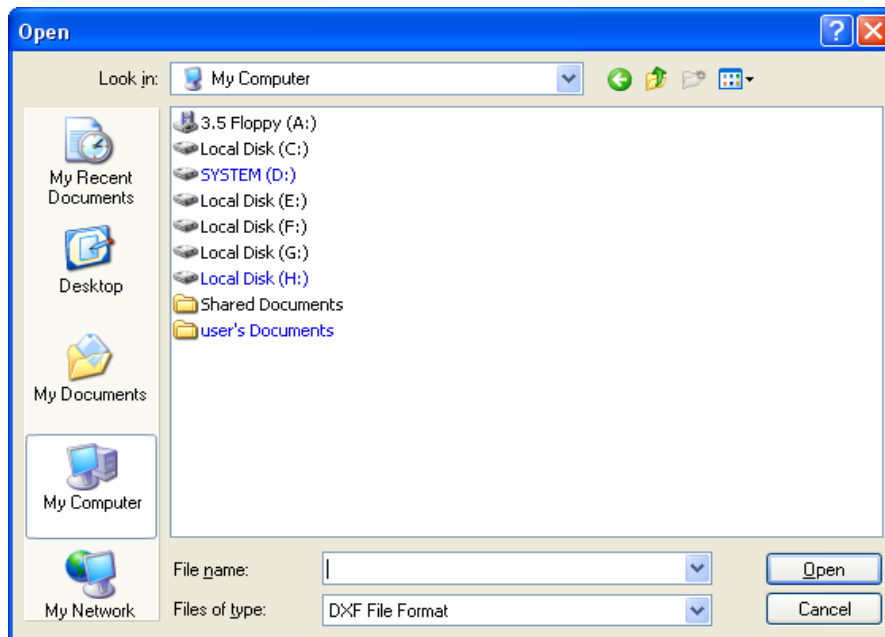 Open
Look in:
My Computer
My Recent
Documents
Desktop
My Documents
My Computer
My Network
3.5 Floppy (A:)
Local Disk (C:)
SYSTEM (D:)
Local Disk (E:)
Local Disk (F:)
Local Disk (G:)
Local Disk (H:)
Shared Documents
user's Documents
File name:
Open
Files of type:
DXF File Format
Cancel